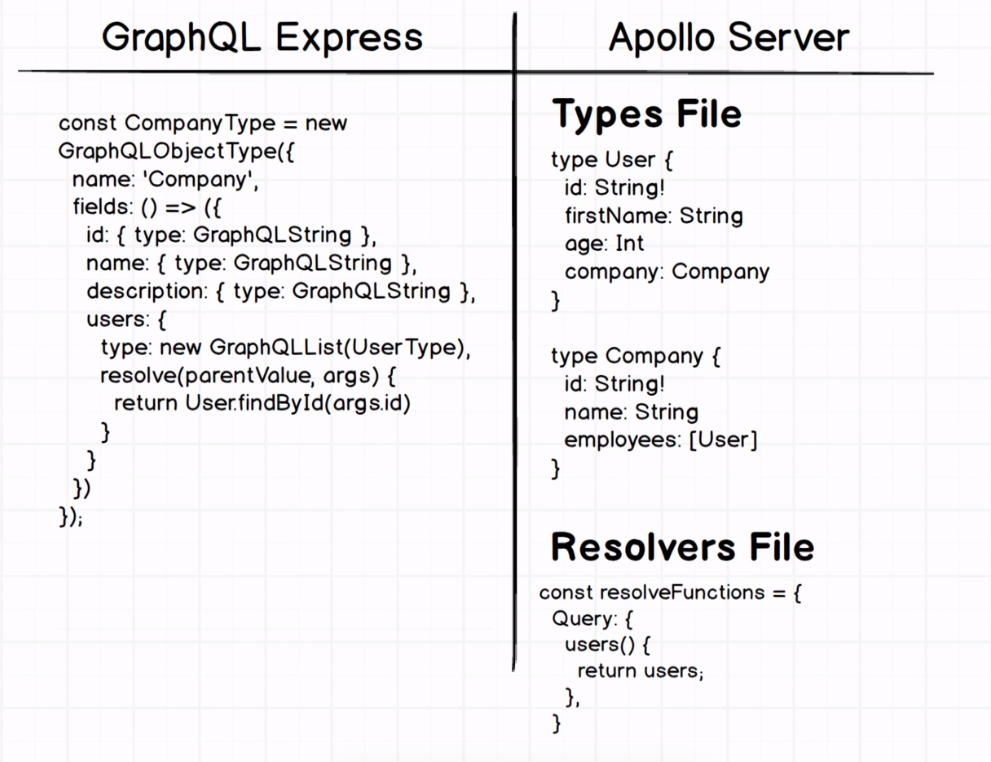 GraphQL Express
const CompanyType = new
GraphQLObjectType({
name: 'Company',
fields: () => ({
id: { type: GraphQLString },
name: { type: GraphQLString },
description: { type: GraphQLString },
users: {
type: new GraphQLList(UserType),
resolve(parentValue, args) {
return User.findById(args.id)
}
}
})
});
Apollo Server
Types File
type User {
id: String!
firstName: String
age: Int
company: Company
}
type Company {
id: String!
name: String
employees: [User]
}
Resolvers File
const resolveFunctions = {
Query: {
users() {
return users;
},
}